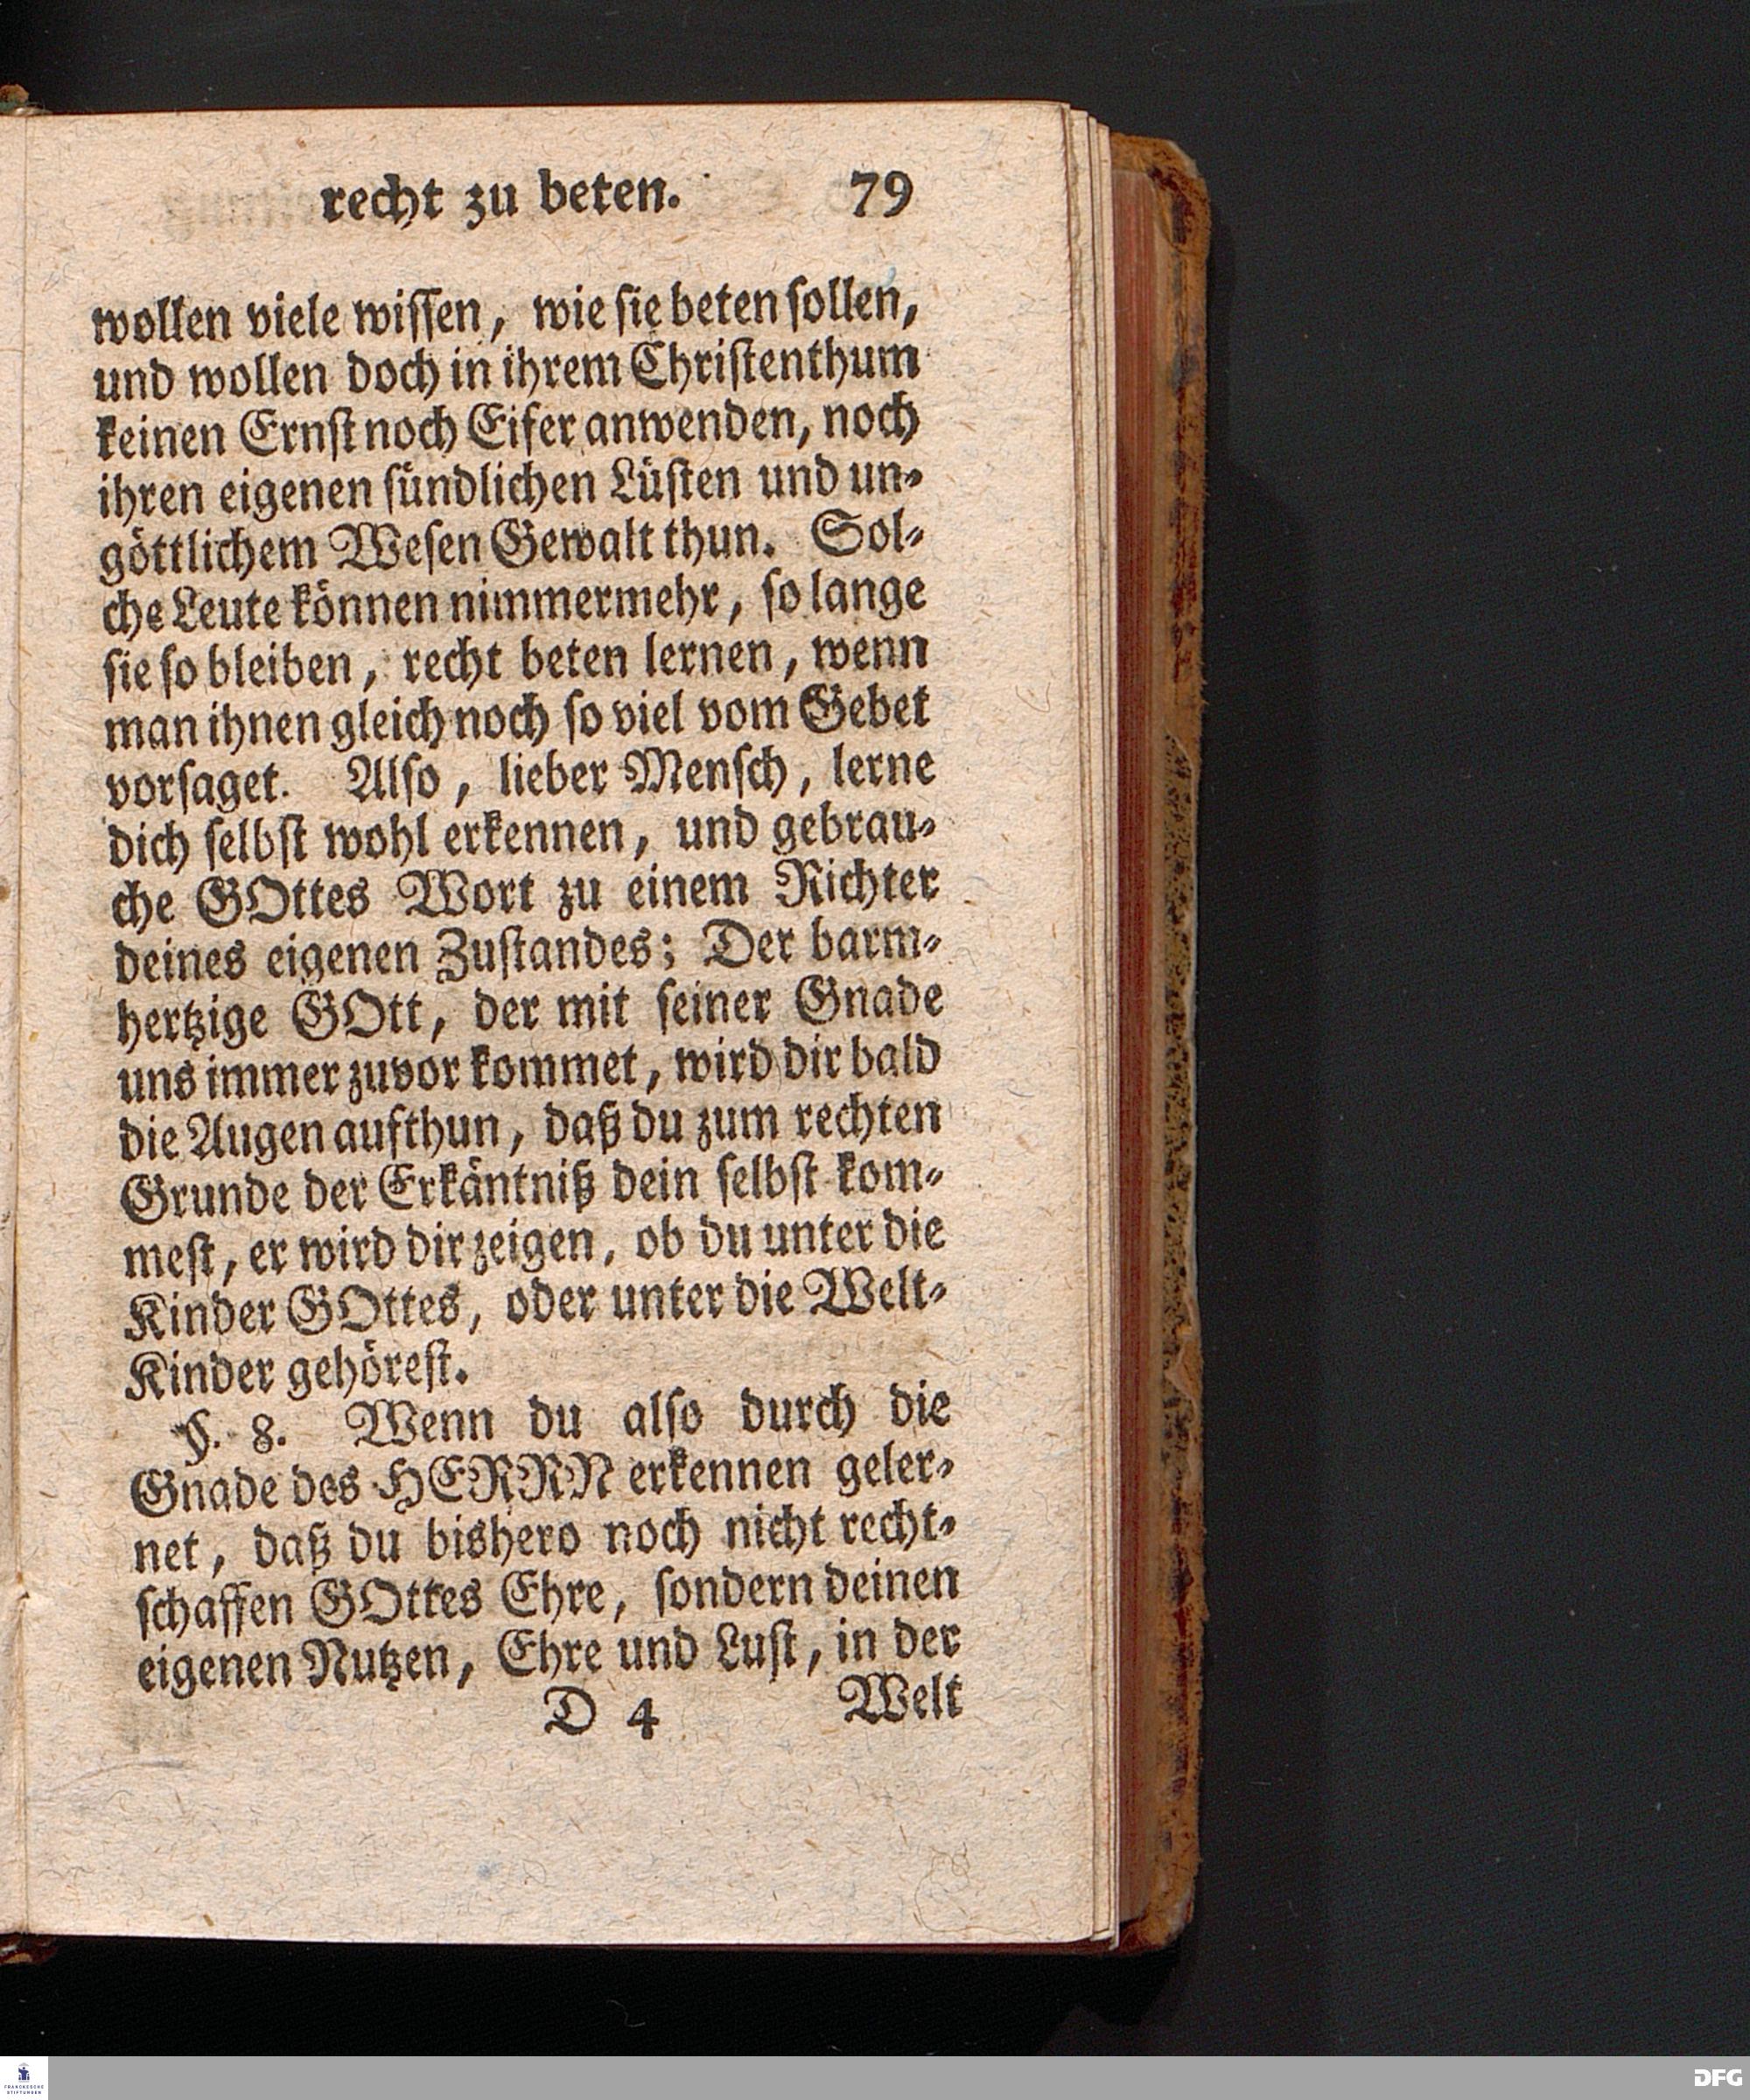 recht zu beten. 79
wollen viele wiſſen, wie ſie beten ſollen,
und wollen doch in ihrem Chriſtenthum
keinen Ernſt noch Eifer anwenden, noch
ihren eigenen ſündlichen Lüſten und un-
göttlichem Weſen Gewalt thun. Sol-
che Leute können nimmermehr, ſo lange
ſie ſo bleiben, recht beten lernen, wenn
man ihnen gleich noch ſo viel vom Gebet
vorſaget. Alſo, lieber Menſch, lerne
dich ſelbſt wohl erkennen, und gebrau-
che GOttes Wort zu einem Richter
deines eigenen Zuſtandes; Der barm-
hertzige GOtt, der mit ſeiner Gnade
uns immer zuvor kommet, wird dir bald
die Augen aufthun, daß du zum rechten
Grunde der Erkäntniß dein ſelbſt kom-
meſt, er wird dir zeigen, ob du unter die
Kinder GOttes, oder unter die Welt-
Kinder gehöreſt.
§. 8. Wenn du alſo durch die
Gnade des HERRN erkennen geler-
net, daß du bishero noch nicht recht-
ſchaffen GOttes Ehre, ſondern deinen
eigenen Nutzen, Ehre und Luſt, in der
D 4 Welt
FRANCKESCHE
STIFTUNGEN
DFG